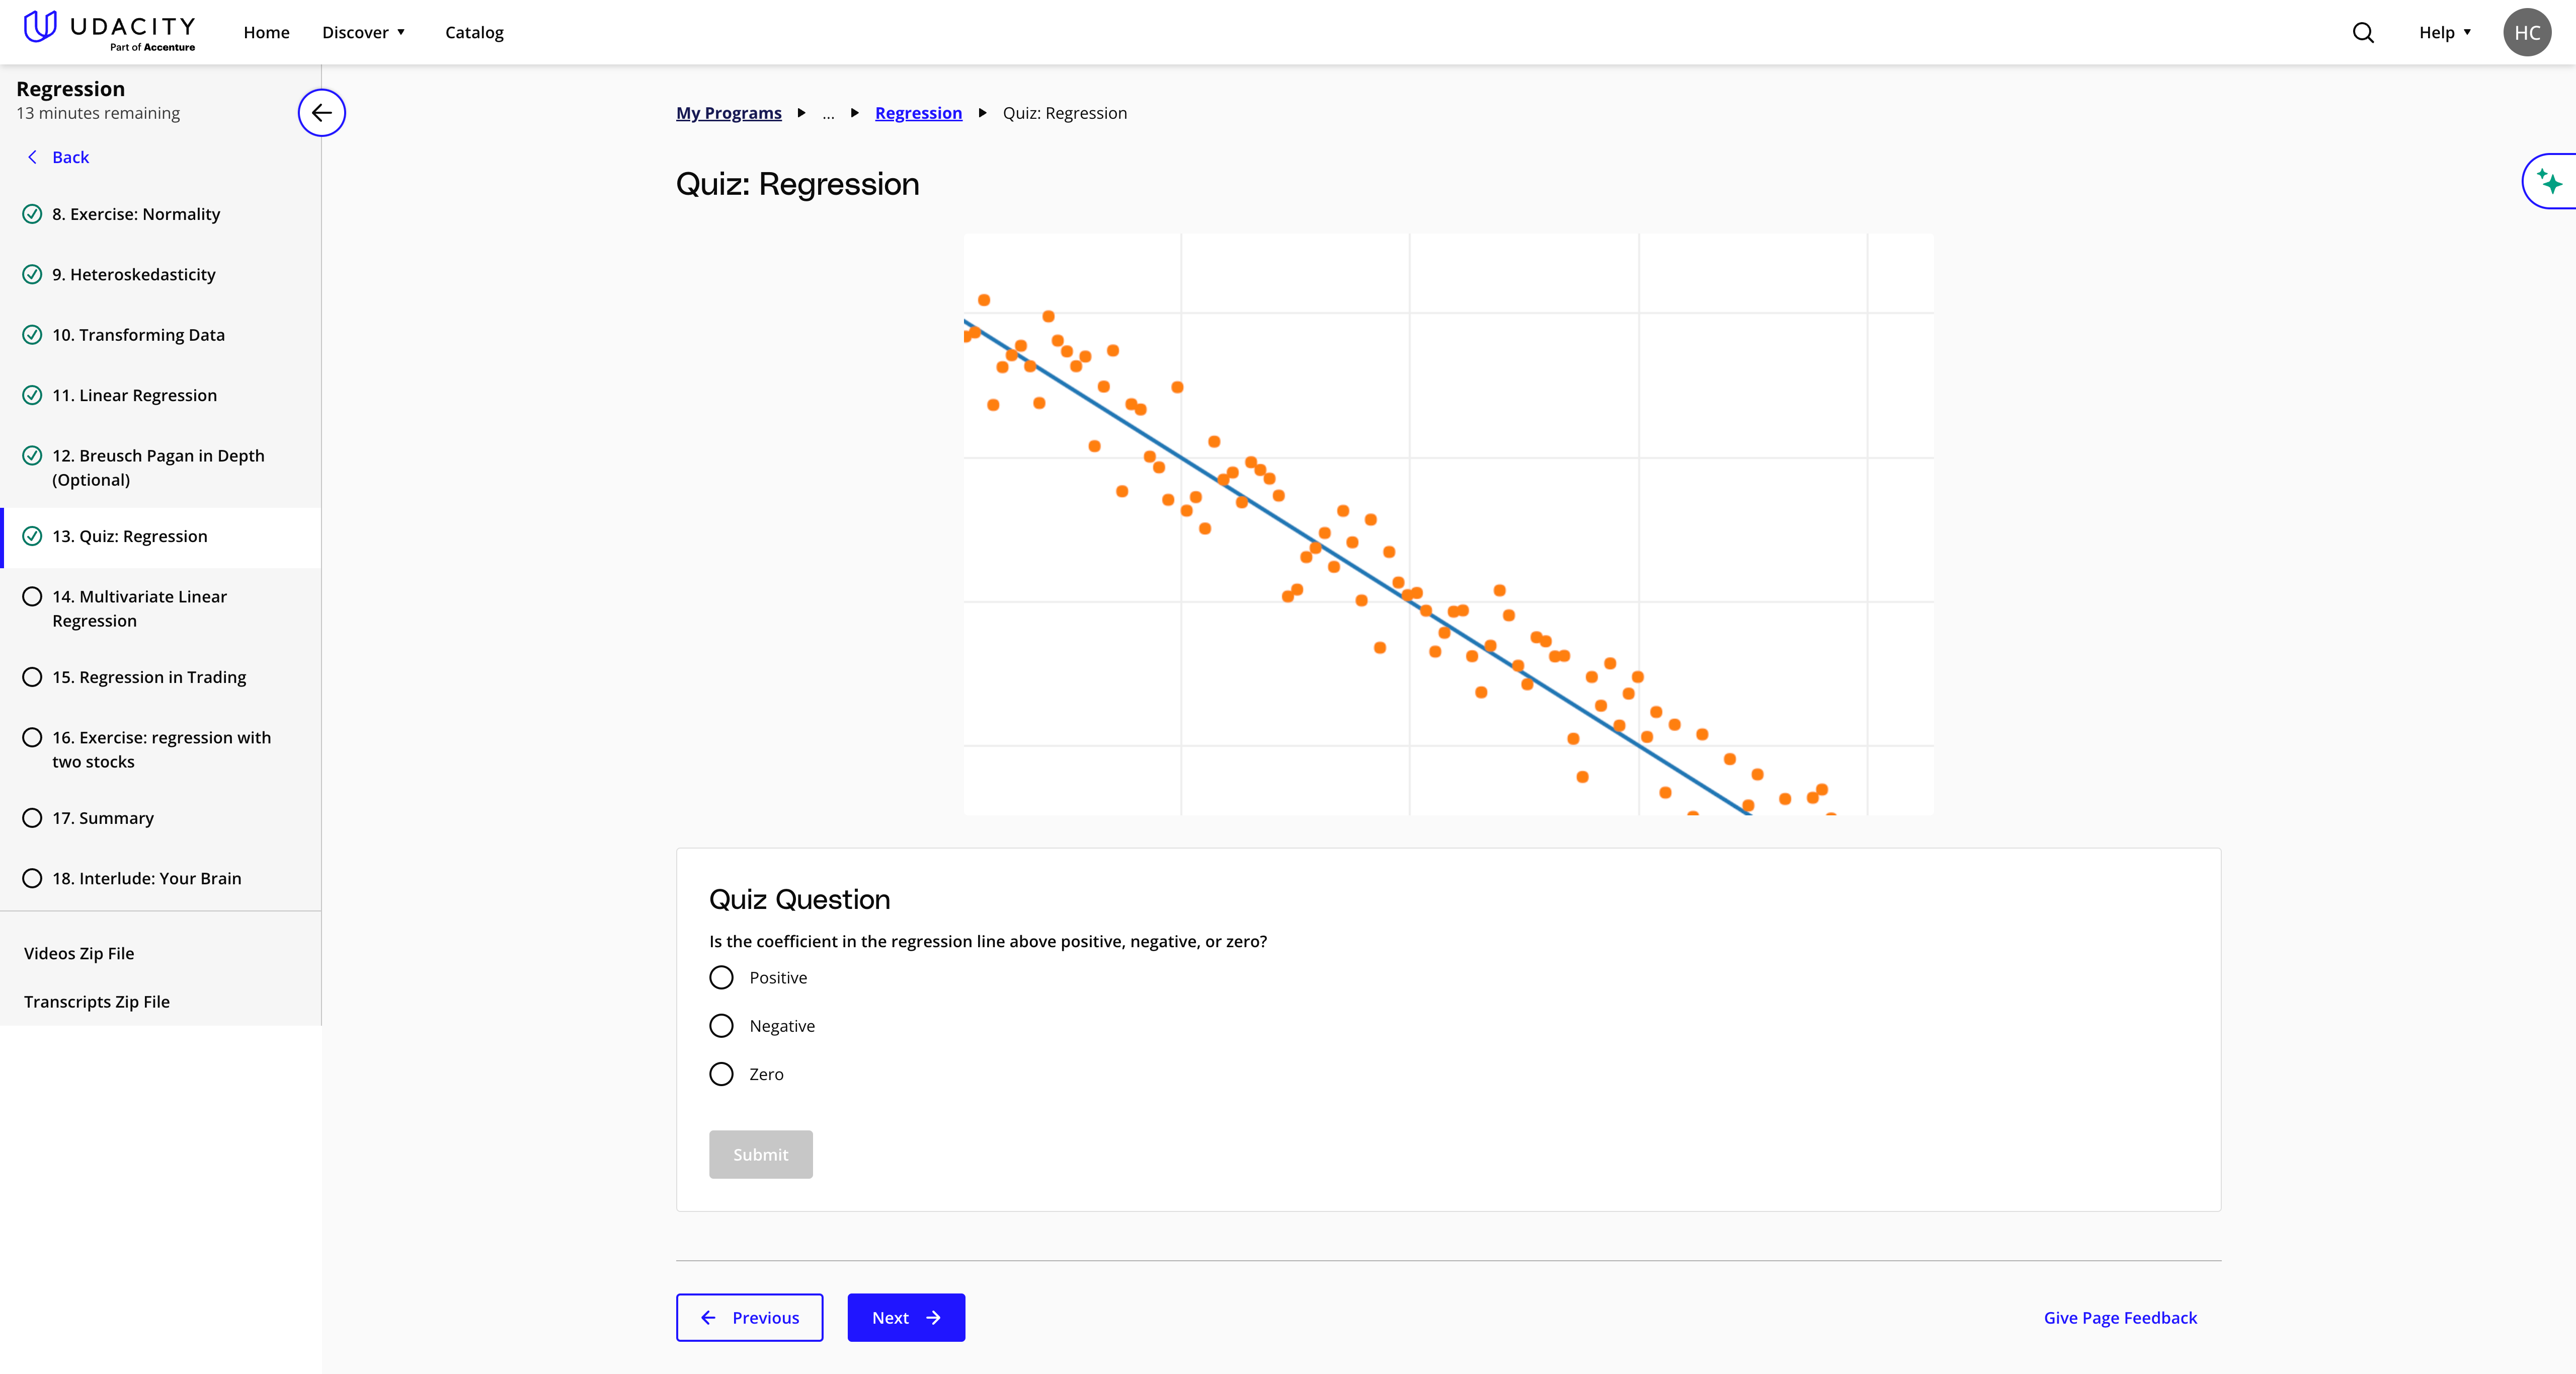 UDACITY
Part of Accenture
Home
Discover
Catalog
Help
HC
Regression
13 minutes remaining
Back
8. Exercise: Normality
9. Heteroskedasticity
10. Transforming Data
11. Linear Regression
12. Breusch Pagan in Depth
(Optional)
13. Quiz: Regression
14. Multivariate Linear
Regression
15. Regression in Trading
16. Exercise: regression with
two stocks
17. Summary
18. Interlude: Your Brain
Videos Zip File
Transcripts Zip File
My Programs ... Regression Quiz: Regression
Quiz: Regression
Quiz Question
Is the coefficient in the regression line above positive, negative, or zero?
Positive
Negative
Zero
Submit
Previous
Next
Give Page Feedback